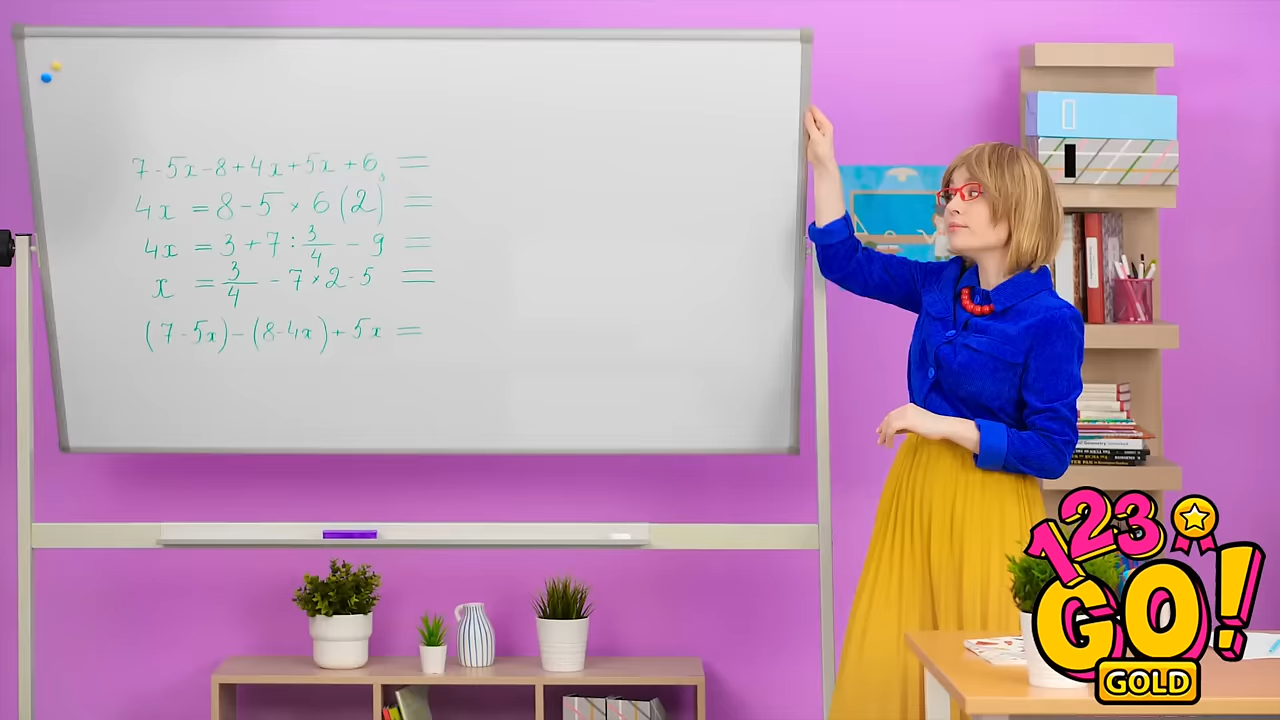 7-5x-8+4x+5x+6, =
4x = 8-5×6(2) =
4x = 3+7:3/4 - 9 =
x = 3/4 - 7×2-5 =
(7-5x)-(8-4x)+5x =
123
GO!
GOLD